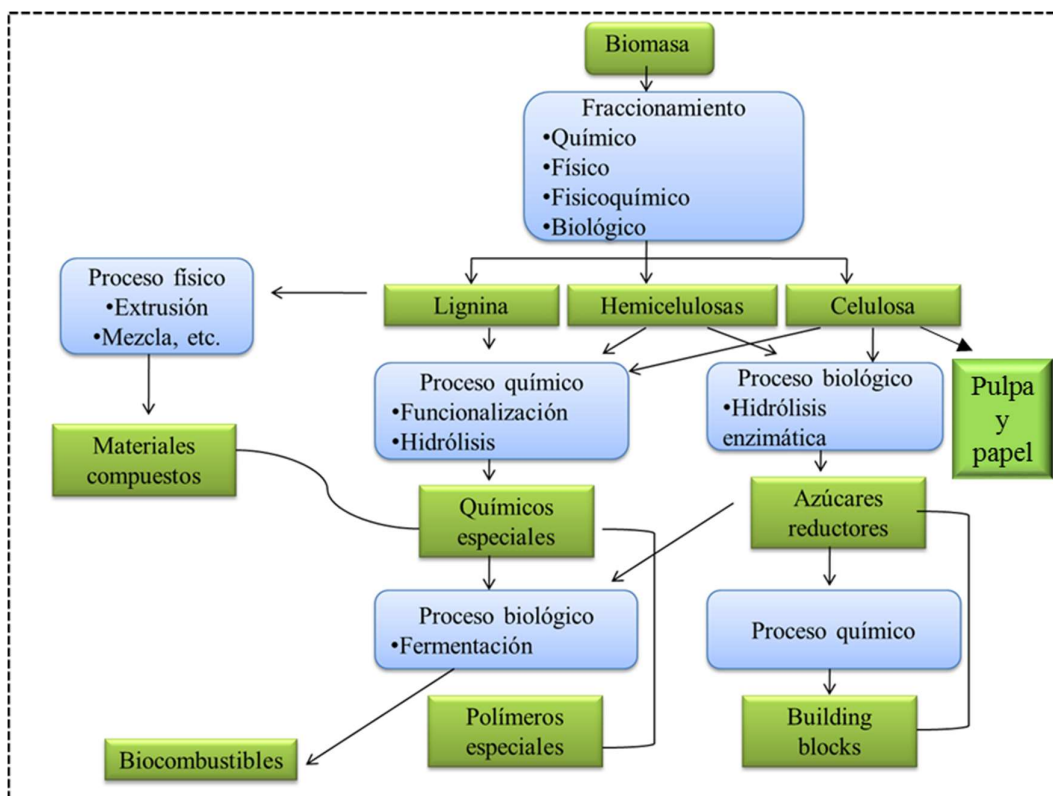 Biomasa
Fraccionamiento
•Químico
•Físico
•Fisicoquímico
•Biológico
Proceso físico
•Extrusión
•Mezcla, etc.
Lignina
Hemicelulosas
Celulosa
Proceso químico
•Funcionalización
•Hidrólisis
Proceso biológico
•Hidrólisis
enzimática
Pulpa
y
papel
Materiales
compuestos
Químicos
especiales
Azúcares
reductores
Proceso biológico
•Fermentación
Proceso químico
Polímeros
especiales
Building
blocks
Biocombustibles